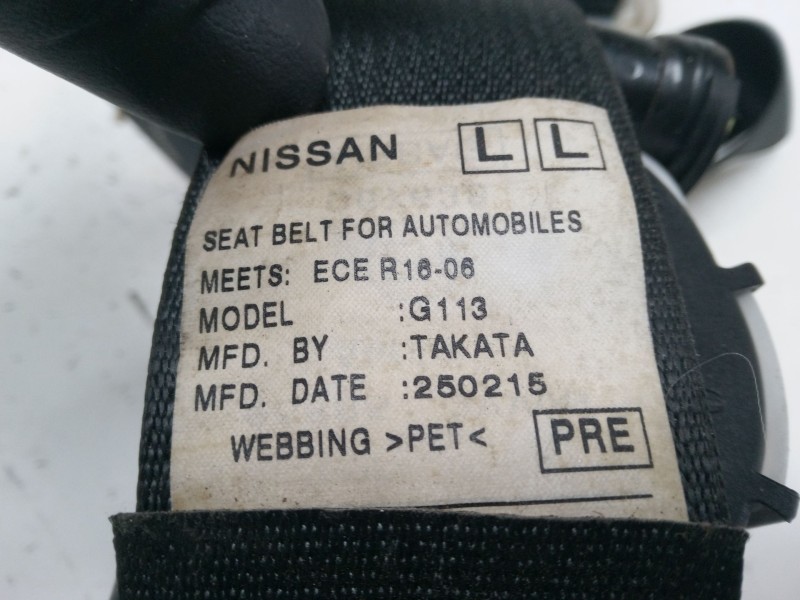 NISSAN L L
SEAT BELT FOR AUTOMOBILES
MEETS: ECE R16-06
MODEL :G113
MFD. BY :TAKATA
MFD. DATE :250215
WEBBING >PET< PRE